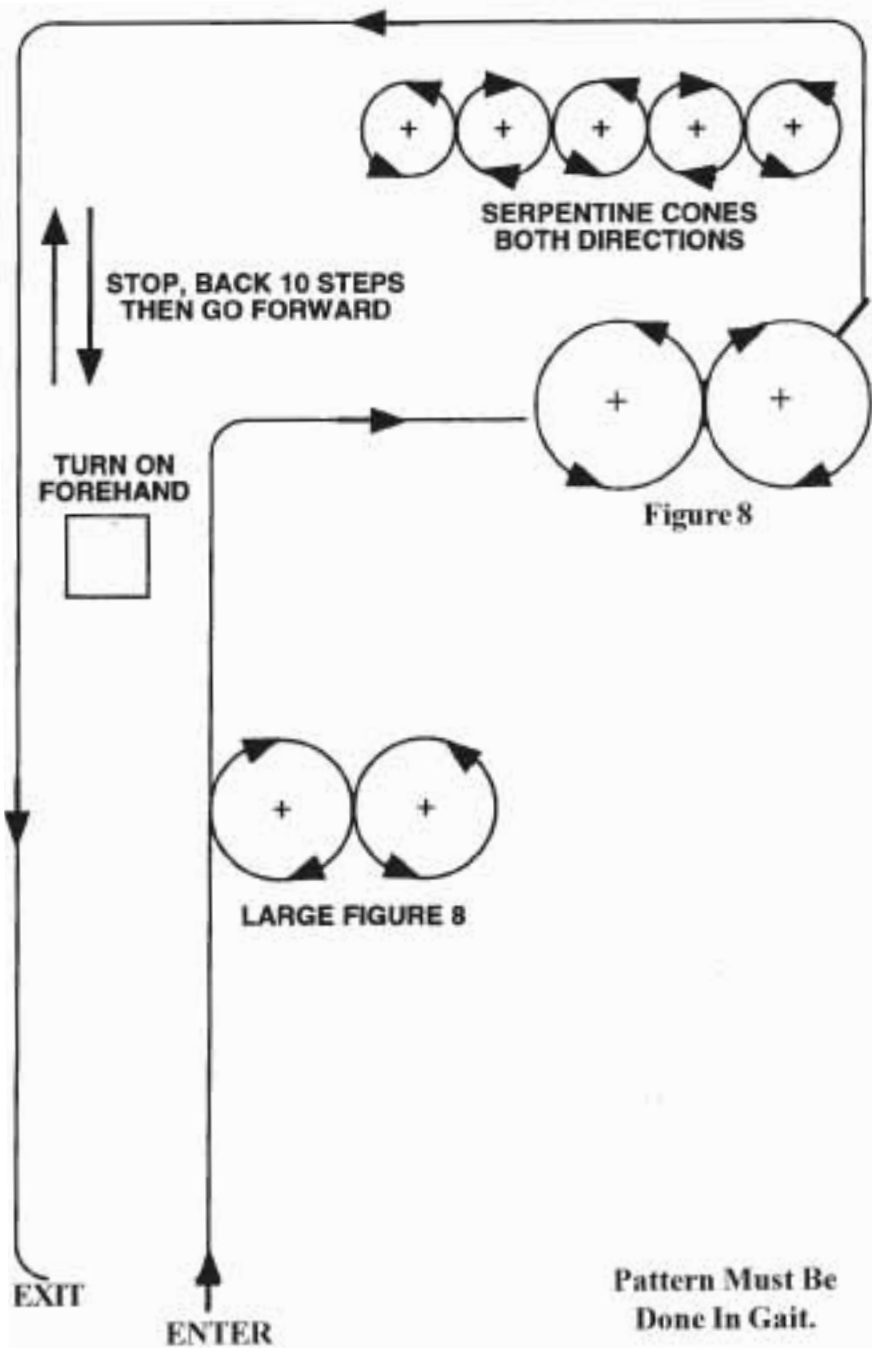 SERPENTINE CONES
BOTH DIRECTIONS
STOP, BACK 10 STEPS
THEN GO FORWARD
TURN ON
FOREHAND
Figure 8
LARGE FIGURE 8
EXIT
ENTER
Pattern Must Be
Done In Gait.